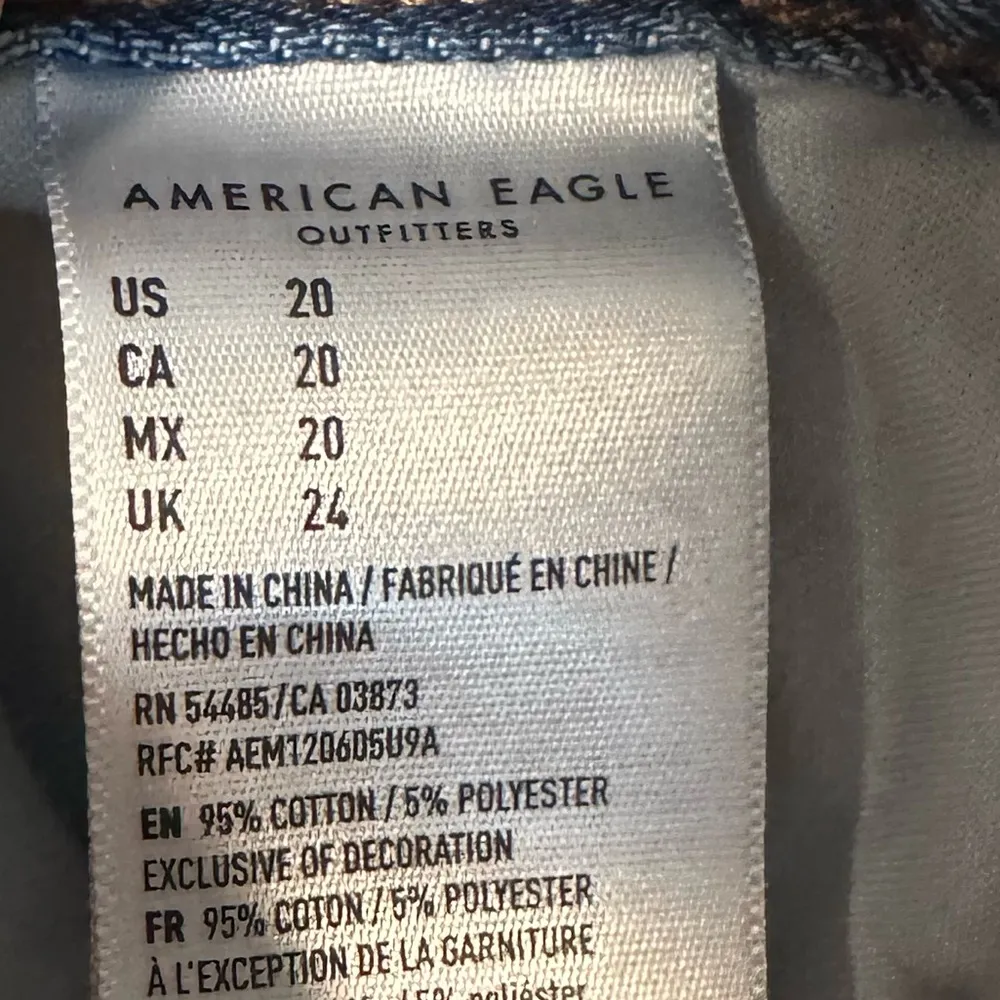 AMERICAN EAGLE
OUTFITTERS
US 20
CA 20
MX 20
UK 24
MADE IN CHINA / FABRIQUÉ EN CHINE /
HECHO EN CHINA
RN 54485/CA 03873
RFC# AEM120605U9A
EN 95% COTTON / 5% POLYESTER
EXCLUSIVE OF DECORATION
FR 95% COTON / 5% POLYESTER
À L'EXCEPTION DE LA GARNITURE
poliéster